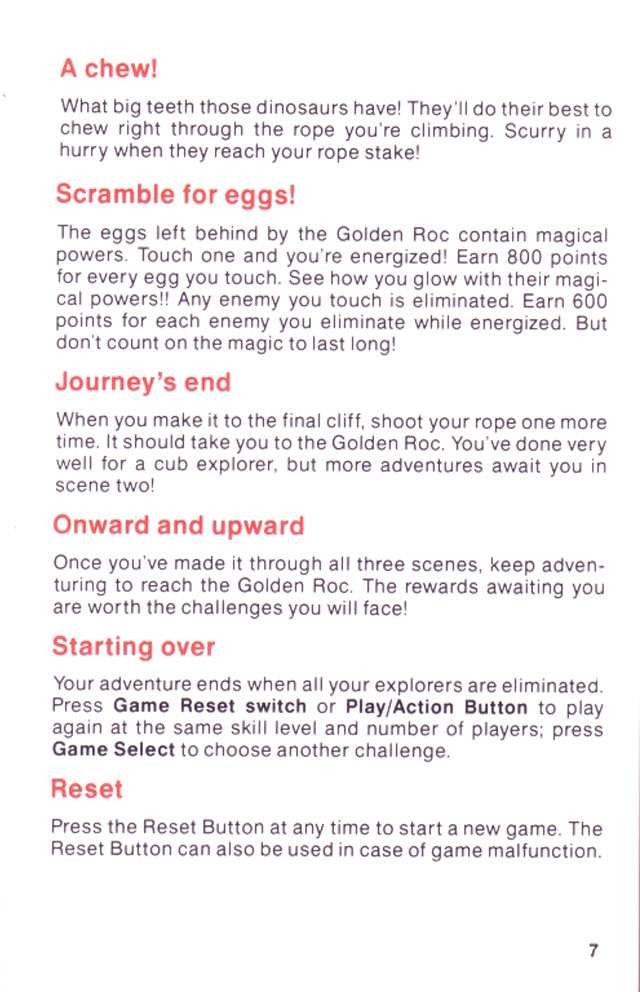 A chew!
What big teeth those dinosaurs have! They'll do their best to
chew right through the rope you're climbing. Scurry in a
hurry when they reach your rope stake!
Scramble for eggs!
The eggs left behind by the Golden Roc contain magical
powers. Touch one and you're energized! Earn 800 points
for every egg you touch. See how you glow with their magi-
cal powers!! Any enemy you touch is eliminated. Earn 600
points for each enemy you eliminate while energized. But
don't count on the magic to last long!
Journey's end
When you make it to the final cliff, shoot your rope one more
time. It should take you to the Golden Roc. You've done very
well for a cub explorer, but more adventures await you in
scene two!
Onward and upward
Once you've made it through all three scenes, keep adven-
turing to reach the Golden Roc. The rewards awaiting you
are worth the challenges you will face!
Starting over
Your adventure ends when all your explorers are eliminated.
Press Game Reset switch or Play/Action Button to play
again at the same skill level and number of players; press
Game Select to choose another challenge.
Reset
Press the Reset Button at any time to start a new game. The
Reset Button can also be used in case of game malfunction.
7